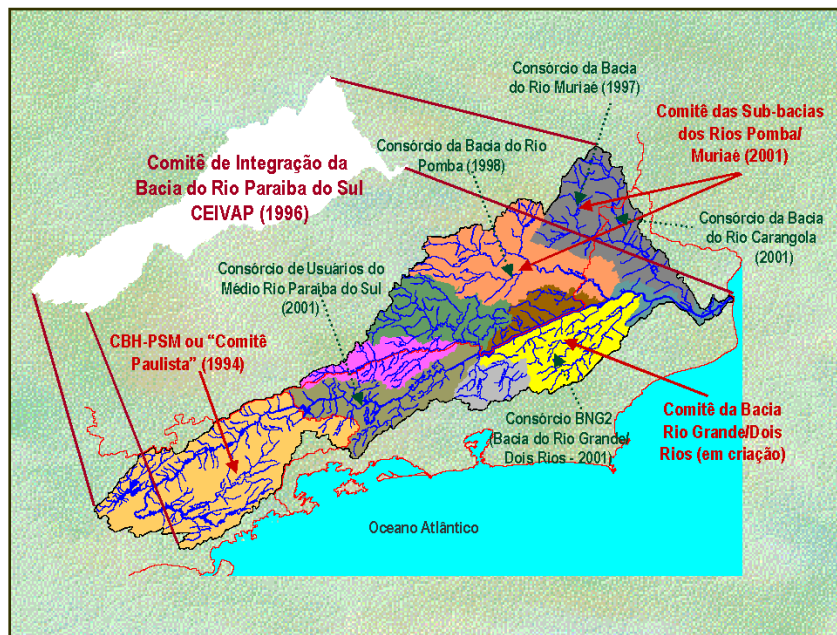 Consórcio da Bacia
do Rio Muriaé (1997)
Comitê das Sub-bacias
dos Rios Pomba/
Muriaé (2001)
Consórcio da Bacia do Rio
Pomba (1998)
Comitê de Integração da
Bacia do Rio Paraiba do Sul
CEIVAP (1996)
Consórcio da Bacia
do Rio Carangola
(2001)
Consórcio de Usuários do
Médio Rio Paraiba do Sul
(2001)
CBH-PSM ou “Comitê
Paulista” (1994)
Consórcio BNG2
(Bacia do Rio Grande/
Dois Rios - 2001)
Comitê da Bacia
Rio Grande/Dois
Rios (em criação)
Oceano Atlântico